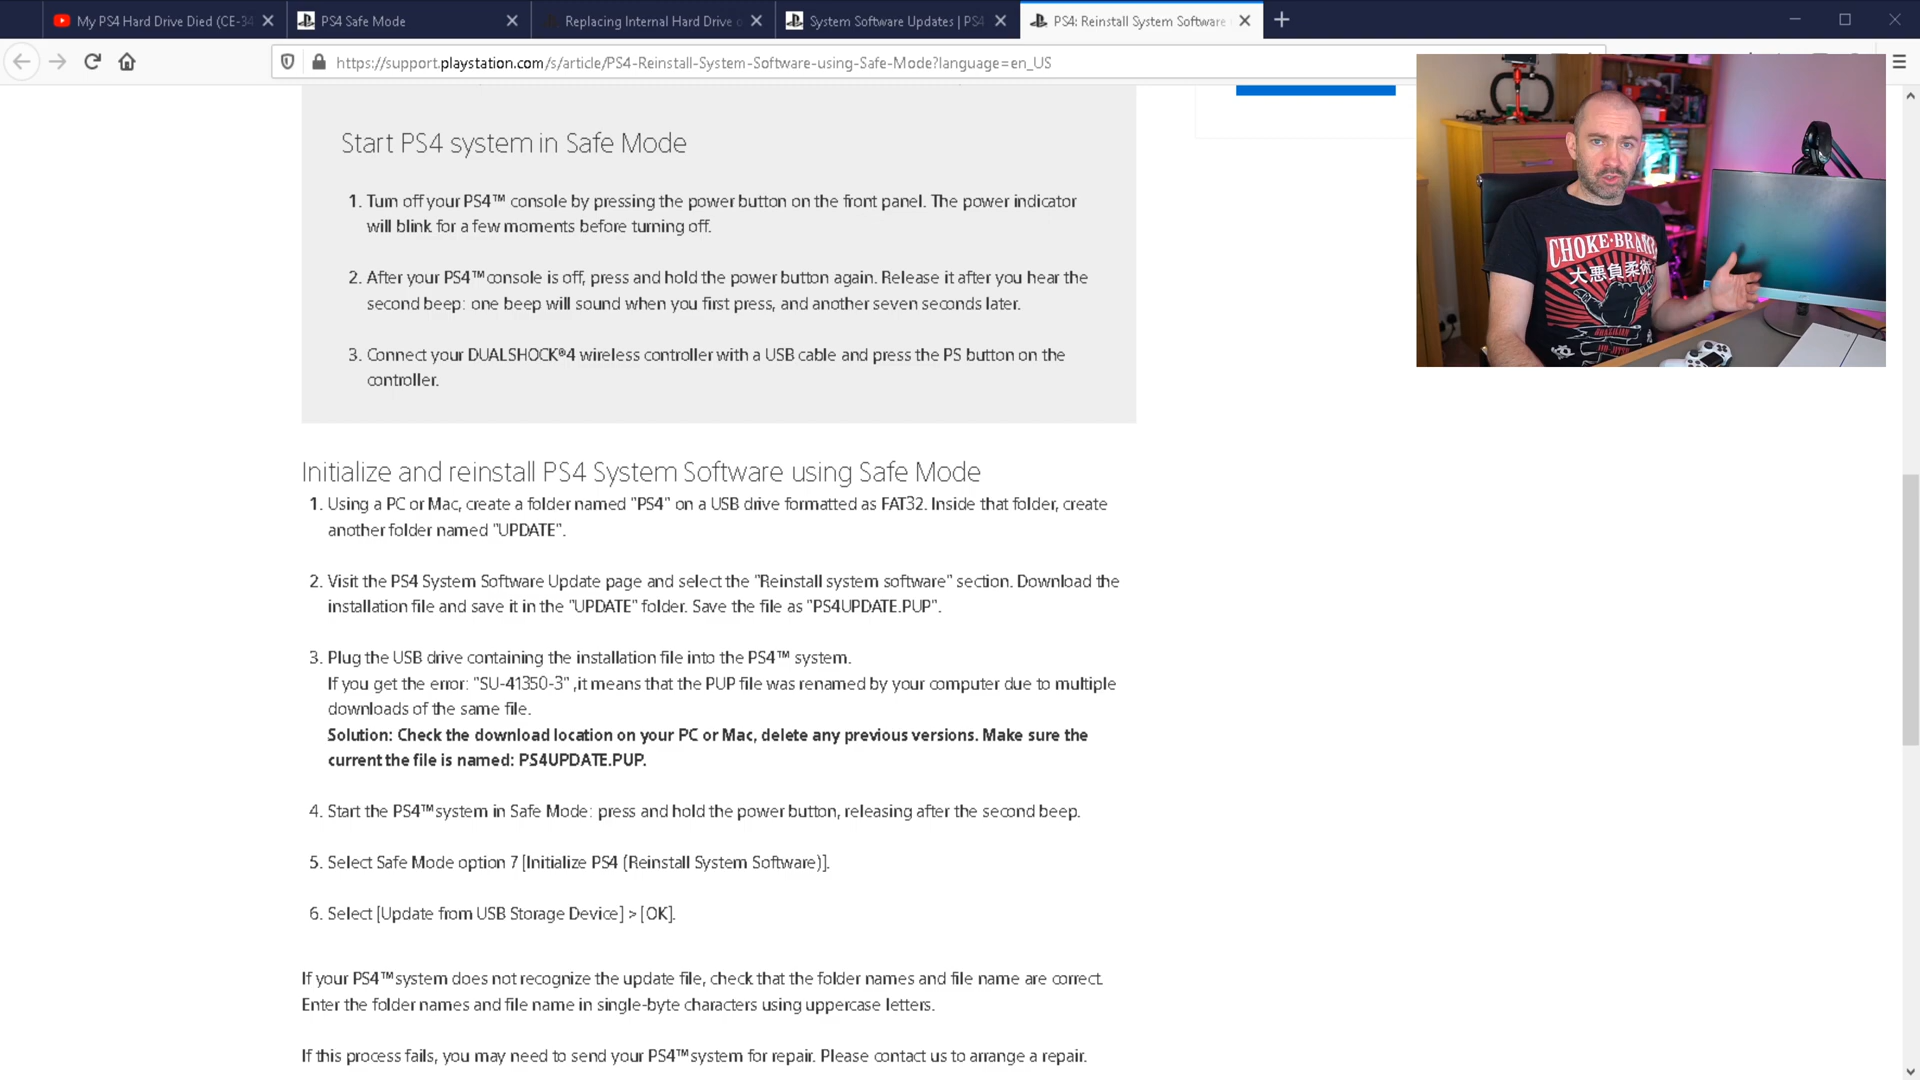 My PS4 Hard Drive Died (CE-34
PS4 Safe Mode
Replacing Internal Hard Drive o
System Software Updates | PS4
PS4: Reinstall System Software
https://support.playstation.com/s/article/PS4-Reinstall-System-Software-using-Safe-Mode?language=en_US
Start PS4 system in Safe Mode
1. Turn off your PS4™ console by pressing the power button on the front panel. The power indicator
will blink for a few moments before turning off.
2. After your PS4™ console is off, press and hold the power button again. Release it after you hear the
second beep: one beep will sound when you first press, and another seven seconds later.
3. Connect your DUALSHOCK®4 wireless controller with a USB cable and press the PS button on the
controller.
CHOKE·BRAN
大悪負柔術
Initialize and reinstall PS4 System Software using Safe Mode
1. Using a PC or Mac, create a folder named "PS4" on a USB drive formatted as FAT32. Inside that folder, create
another folder named "UPDATE".
2. Visit the PS4 System Software Update page and select the "Reinstall system software" section. Download the
installation file and save it in the "UPDATE" folder. Save the file as "PS4UPDATE.PUP".
3. Plug the USB drive containing the installation file into the PS4™ system.
If you get the error: "SU-41350-3" ,it means that the PUP file was renamed by your computer due to multiple
downloads of the same file.
Solution: Check the download location on your PC or Mac, delete any previous versions. Make sure the
current the file is named: PS4UPDATE.PUP.
4. Start the PS4™ system in Safe Mode: press and hold the power button, releasing after the second beep.
5. Select Safe Mode option 7 [Initialize PS4 (Reinstall System Software)].
6. Select [Update from USB Storage Device] > [OK].
If your PS4™ system does not recognize the update file, check that the folder names and file name are correct.
Enter the folder names and file name in single-byte characters using uppercase letters.
If this process fails, you may need to send your PS4™ system for repair. Please contact us to arrange a repair.